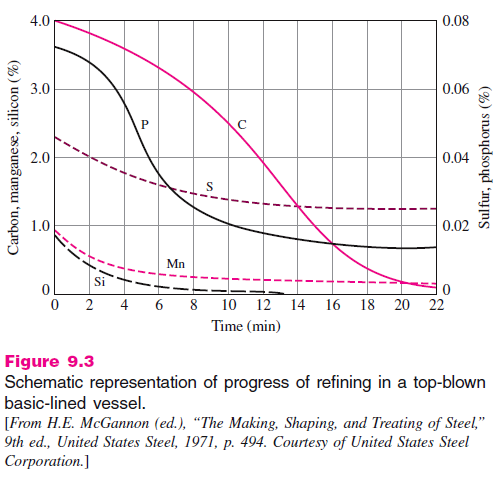 4.0
3.0
2.0
1.0
0
Carbon, manganese, silicon (%)
0.08
0.06
0.04
0.02
0
Sulfur, phosphorus (%)
P
C
S
Mn
Si
0 2 4 6 8 10 12 14 16 18 20 22
Time (min)
Figure 9.3
Schematic representation of progress of refining in a top-blown
basic-lined vessel.
[From H.E. McGannon (ed.), “The Making, Shaping, and Treating of Steel,”
9th ed., United States Steel, 1971, p. 494. Courtesy of United States Steel
Corporation.]